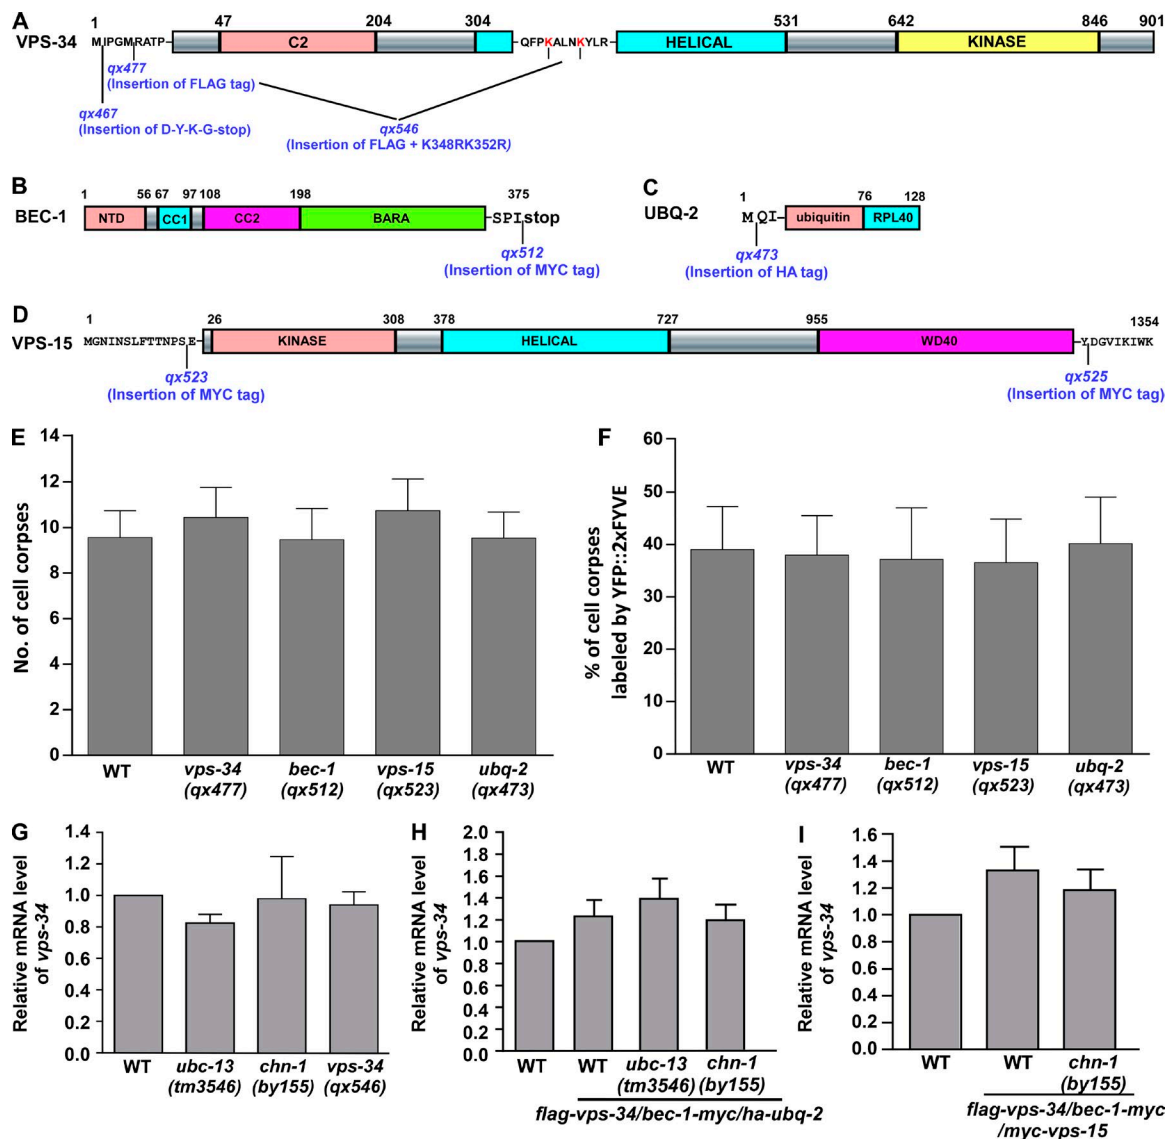 A
1 47 204 304 531 642 846 901
VPS-34 MIPGMRATP C2 QFPKALNKYLR HELICAL KINASE
qx477
(Insertion of FLAG tag)
qx467
(Insertion of D-Y-K-G-stop)
qx546
(Insertion of FLAG + K348RK352R)
B
1 56 67 97 108 198 375
BEC-1 NTD CC1 CC2 BARA SPIstop
qx512
(Insertion of MYC tag)
C
1 76 128
UBQ-2 MQI ubiquitin RPL40
qx473
(Insertion of HA tag)
D
1 26 308 378 727 955 1354
VPS-15 MGNINSLFTTNPSE KINASE HELICAL WD40 YDGVIKIWK
qx523
(Insertion of MYC tag)
qx525
(Insertion of MYC tag)
E
No. of cell corpses
14
12
10
8
6
4
2
0
WT vps-34 bec-1 vps-15 ubq-2
(qx477) (qx512) (qx523) (qx473)
F
% of cell corpses
labeled by YFP::2xFYVE
60
50
40
30
20
10
0
WT vps-34 bec-1 vps-15 ubq-2
(qx477) (qx512) (qx523) (qx473)
G
Relative mRNA level
of vps-34
1.4
1.2
1.0
0.8
0.6
0.4
0.2
0.0
WT ubc-13 chn-1 vps-34
(tm3546) (by155) (qx546)
H
Relative mRNA level
of vps-34
2.0
1.8
1.6
1.4
1.2
1.0
0.8
0.6
0.4
0.2
0.0
WT WT ubc-13 chn-1
(tm3546) (by155)
flag-vps-34/bec-1-myc/ha-ubq-2
I
Relative mRNA level
of vps-34
1.6
1.4
1.2
1.0
0.8
0.6
0.4
0.2
0.0
WT WT chn-1
(by155)
flag-vps-34/bec-1-myc
/myc-vps-15